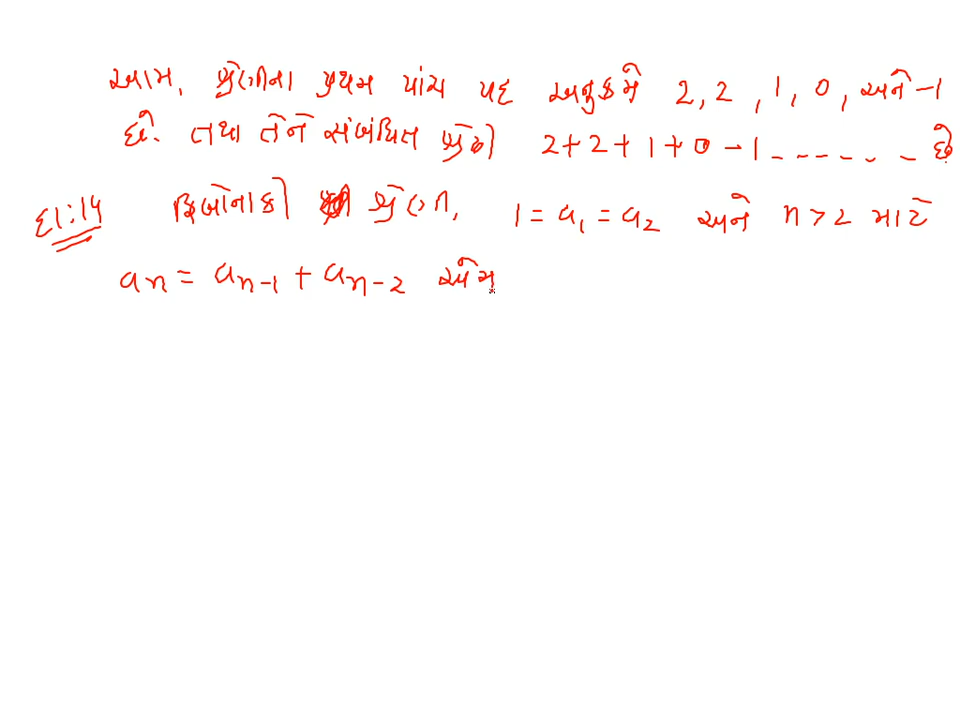 આમ, શ્રેણીના પ્રથમ પાંચ પદ અનુક્રમે 2, 2, 1, 0, અને -1
છે. તથા તેને સંબંધિત શ્રેઢી 2+2+1+0-1 - - - - - - છે
દા:14 ફિબોનાકી શ્રેણી, 1 = a₁ = a₂ અને n > 2 માટે
an = an-1 + an-2 એમ